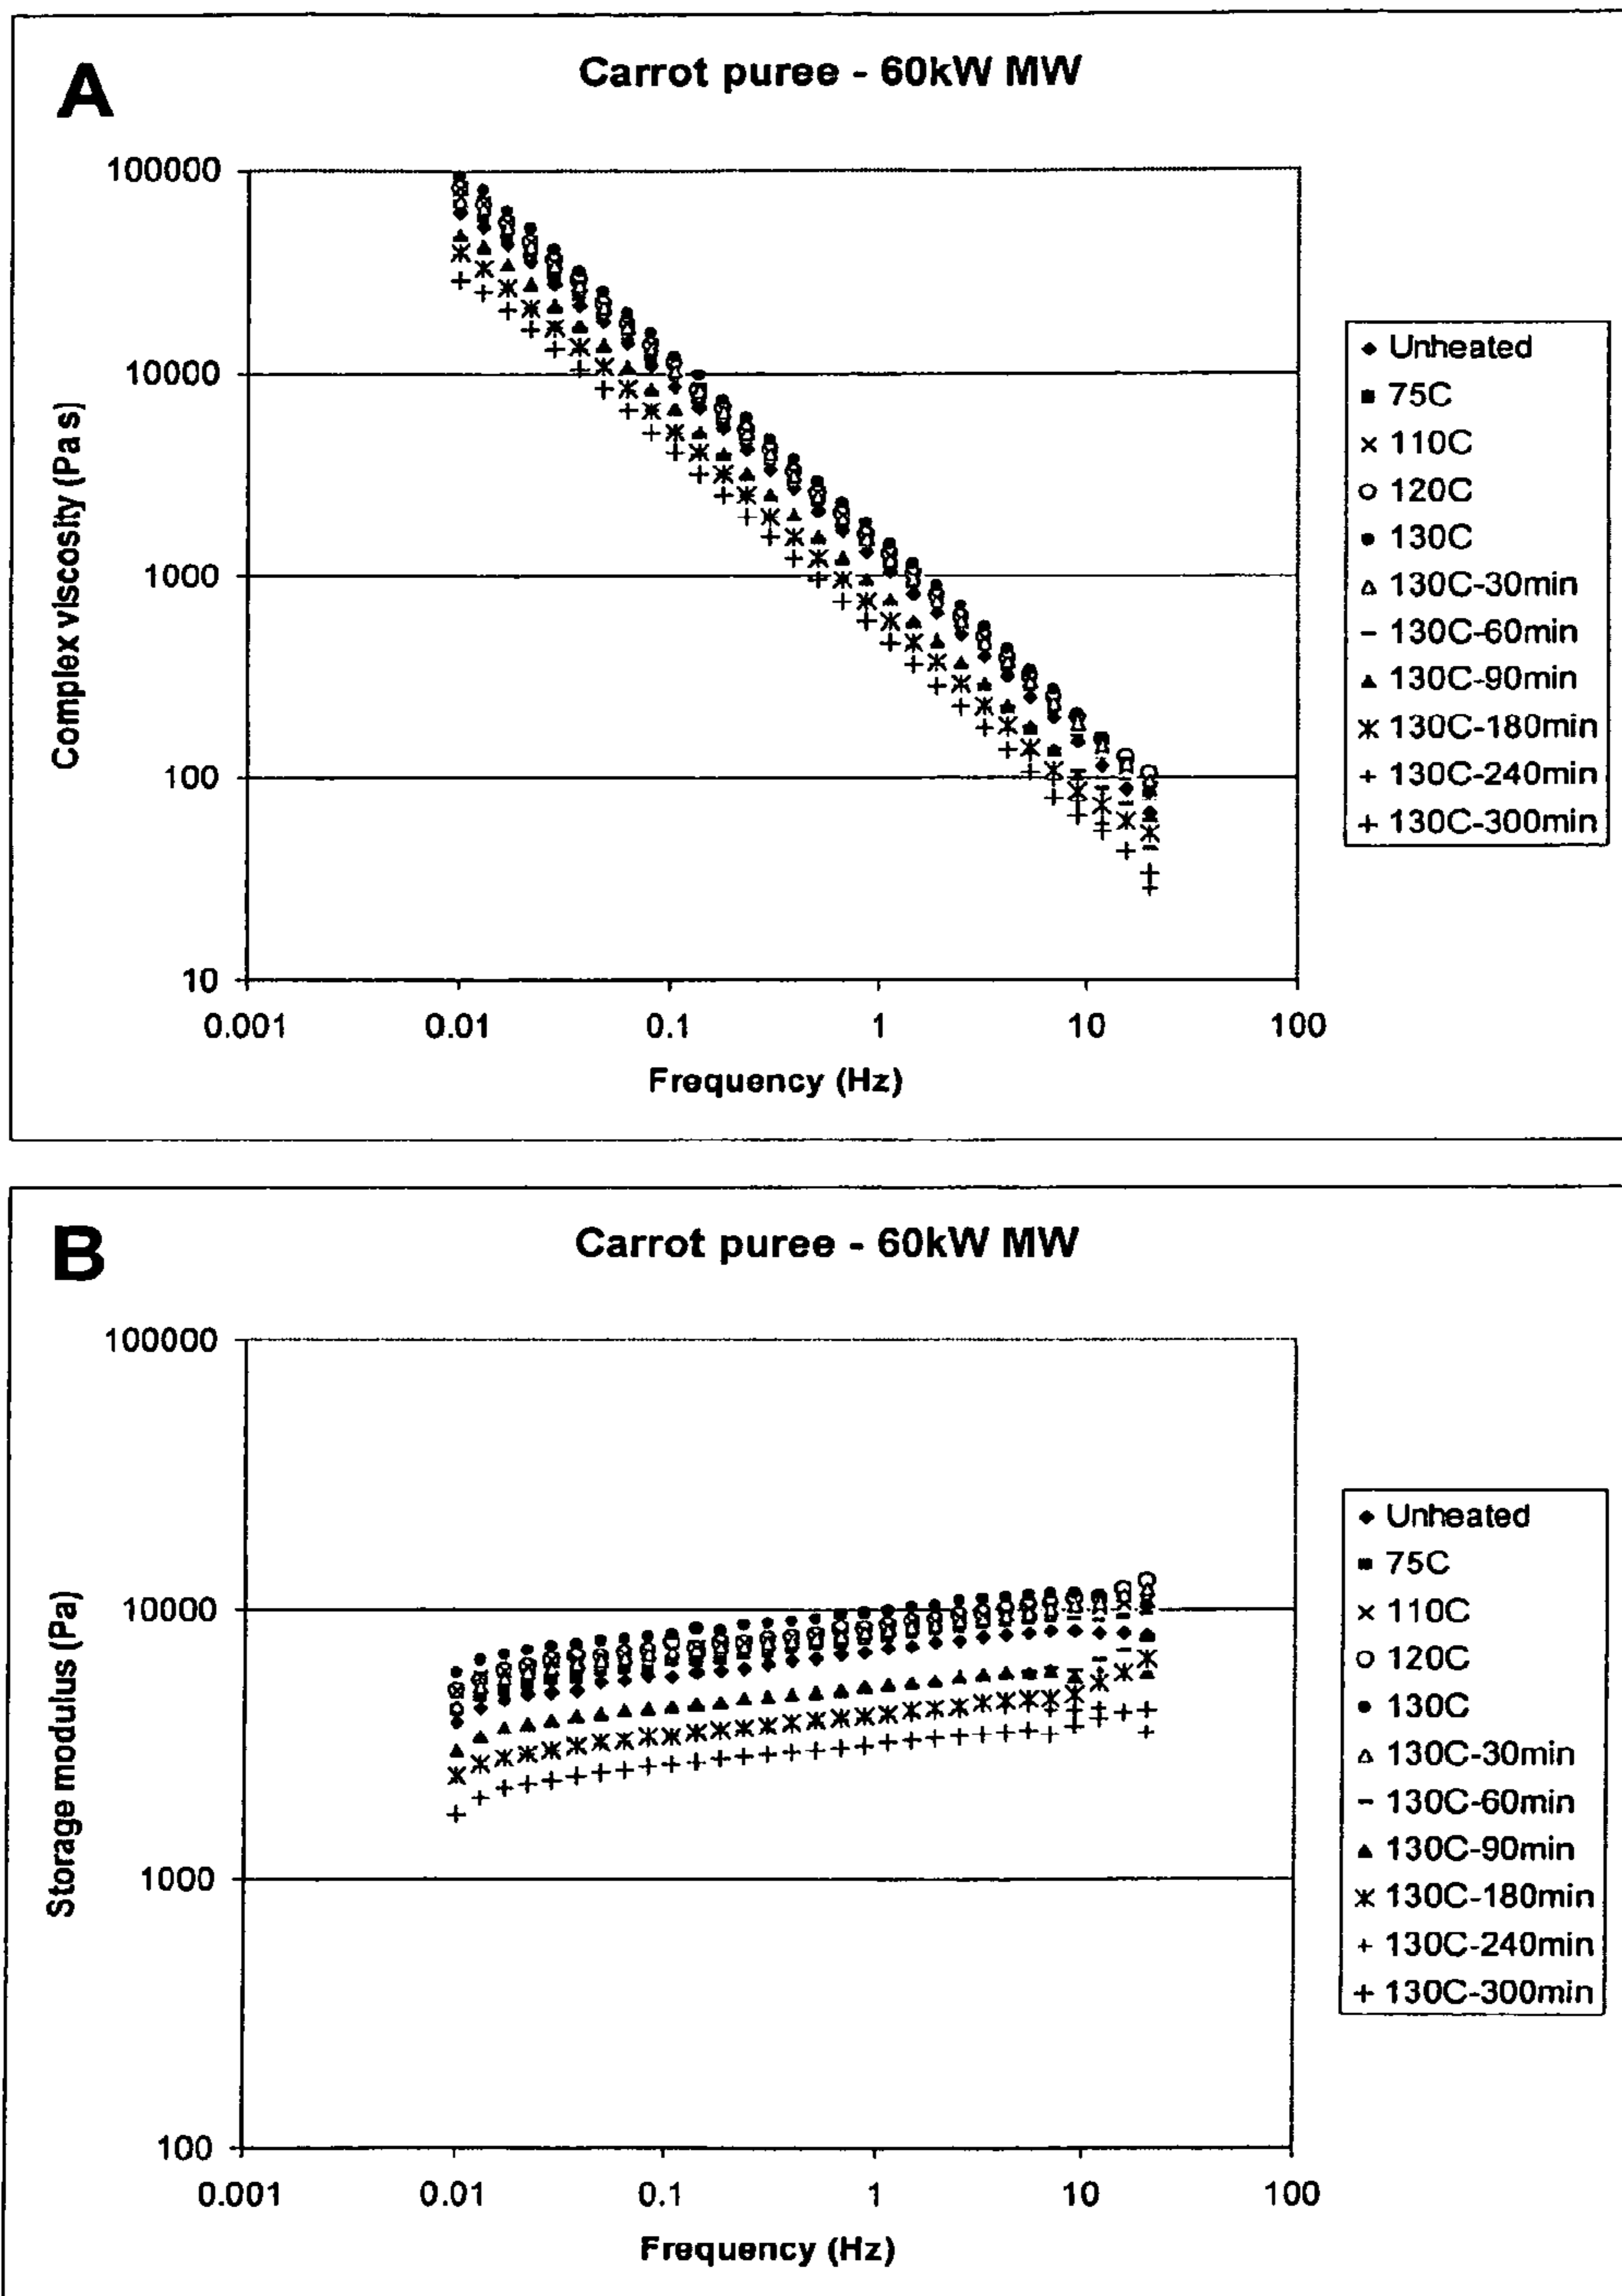 A
Carrot puree - 60kW MW
Complex viscosity (Pa s)
100000
10000
1000
100
10
0.001
0.01
0.1
1
10
100
Frequency (Hz)
Unheated
75C
110C
120C
130C
130C-30min
130C-60min
130C-90min
130C-180min
130C-240min
130C-300min
B
Carrot puree - 60kW MW
Storage modulus (Pa)
100000
10000
1000
100
0.001
0.01
0.1
1
10
100
Frequency (Hz)
Unheated
75C
110C
120C
130C
130C-30min
130C-60min
130C-90min
130C-180min
130C-240min
130C-300min